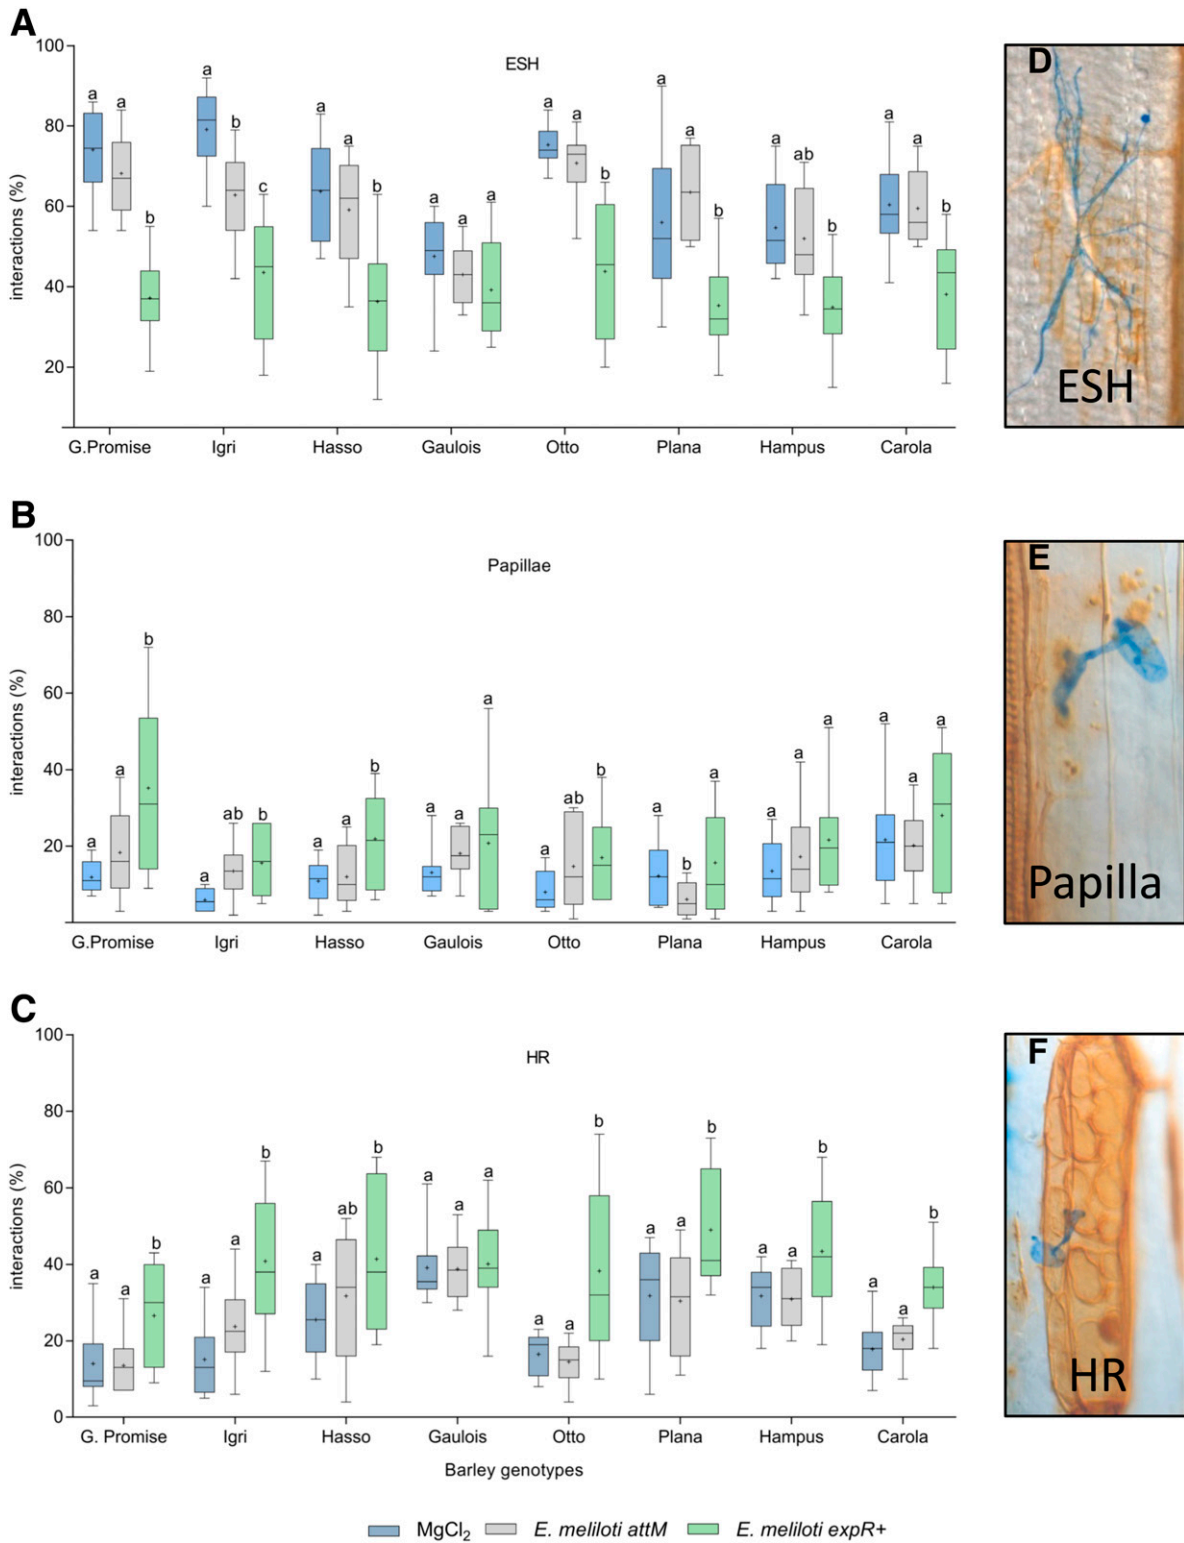 A
ESH
interactions (%)
100
80
60
40
20
a a b
a b c
a a b
a a a
a a b
a a b
a ab b
a a b
G.Promise Igri Hasso Gaulois Otto Plana Hampus Carola
D
ESH
B
Papillae
interactions (%)
100
80
60
40
20
a a b
a ab b
a a b
a a a
a ab b
a b a
a a a
a a a
G.Promise Igri Hasso Gaulois Otto Plana Hampus Carola
E
Papilla
C
HR
interactions (%)
100
80
60
40
20
0
a a b
a a b
a ab b
a a a
a a b
a a b
a a b
a a b
G. Promise Igri Hasso Gaulois Otto Plana Hampus Carola
Barley genotypes
F
HR
MgCl₂ E. meliloti attM E. meliloti expR+